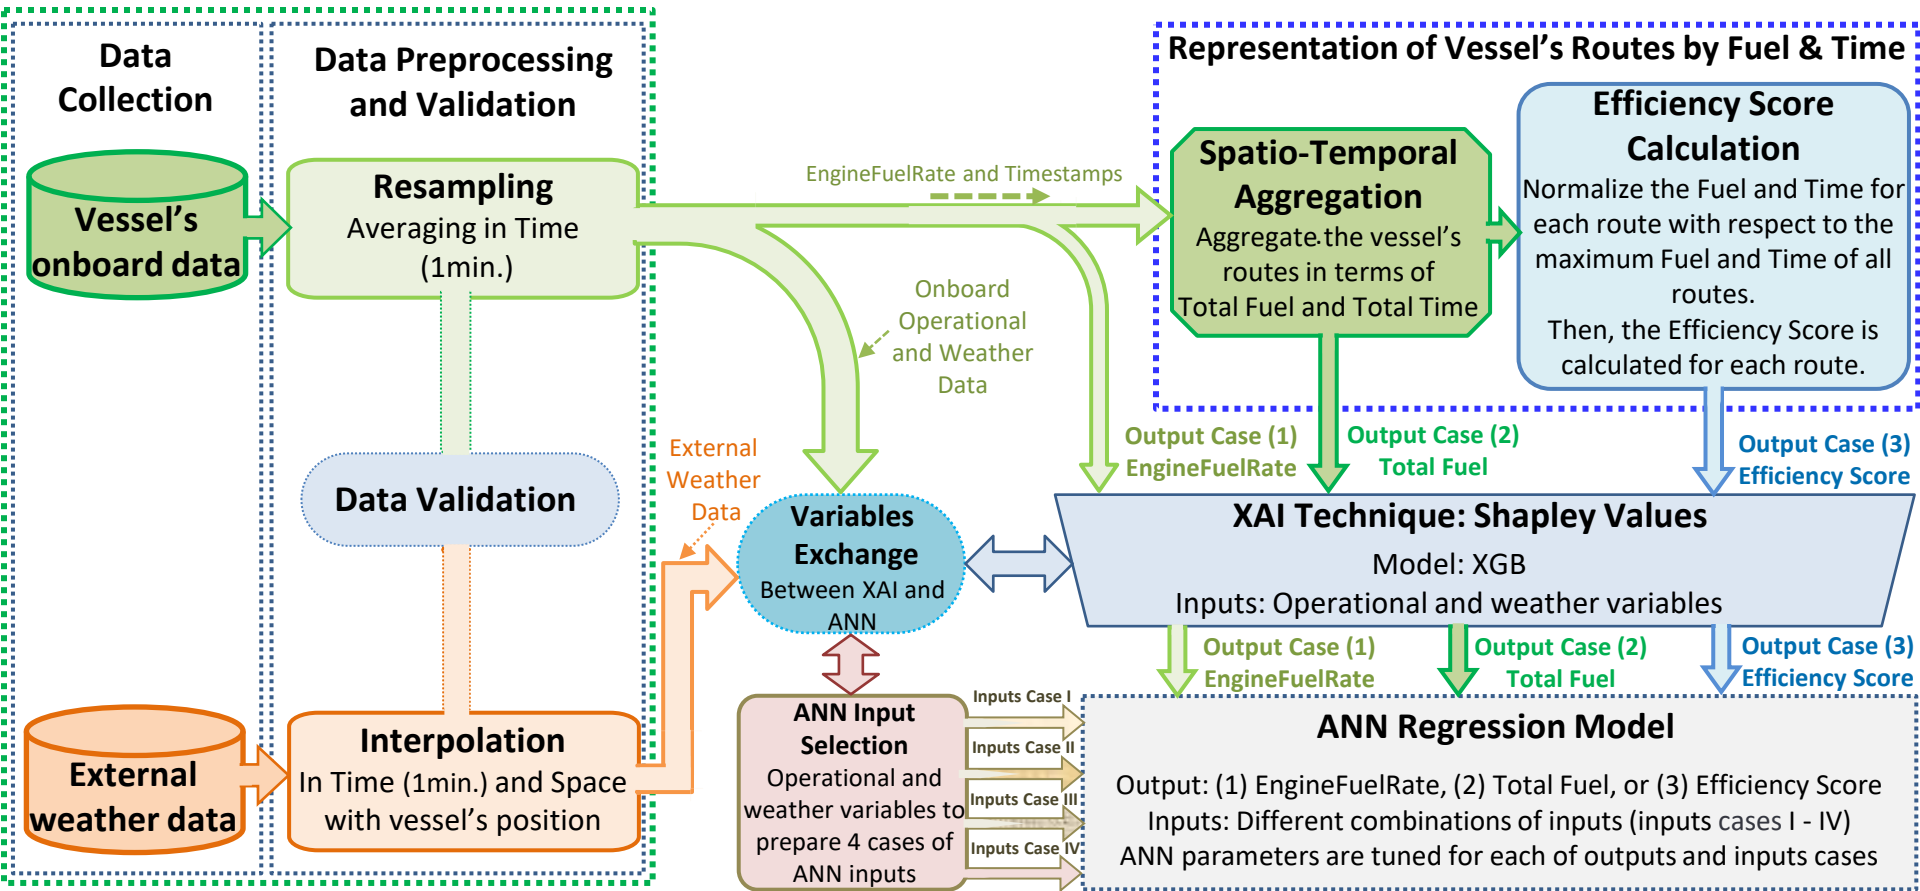 Data
Collection
Vessel's
onboard data
External
weather data
Data Preprocessing
and Validation
Resampling
Averaging in Time
(1min.)
Data Validation
Interpolation
In Time (1min.) and Space
with vessel's position
EngineFuelRate and Timestamps
Onboard
Operational
and Weather
Data
External
Weather
Data
Representation of Vessel's Routes by Fuel & Time
Spatio-Temporal
Aggregation
Aggregate.the vessel's
routes in terms of
Total Fuel and Total Time
Efficiency Score
Calculation
Normalize the Fuel and Time for
each route with respect to the
maximum Fuel and Time of all
routes.
Then, the Efficiency Score is
calculated for each route.
Output Case (1)
EngineFuelRate
Output Case (2)
Total Fuel
Output Case (3)
Efficiency Score
Variables
Exchange
Between XAI and
ANN
XAI Technique: Shapley Values
Model: XGB
Inputs: Operational and weather variables
Output Case (1)
EngineFuelRate
Output Case (2)
Total Fuel
Output Case (3)
Efficiency Score
ANN Input
Selection
Operational and
weather variables to
prepare 4 cases of
ANN inputs
Inputs Case I
Inputs Case II
Inputs Case III
Inputs Case IV
ANN Regression Model
Output: (1) EngineFuelRate, (2) Total Fuel, or (3) Efficiency Score
Inputs: Different combinations of inputs (inputs cases I - IV)
ANN parameters are tuned for each of outputs and inputs cases